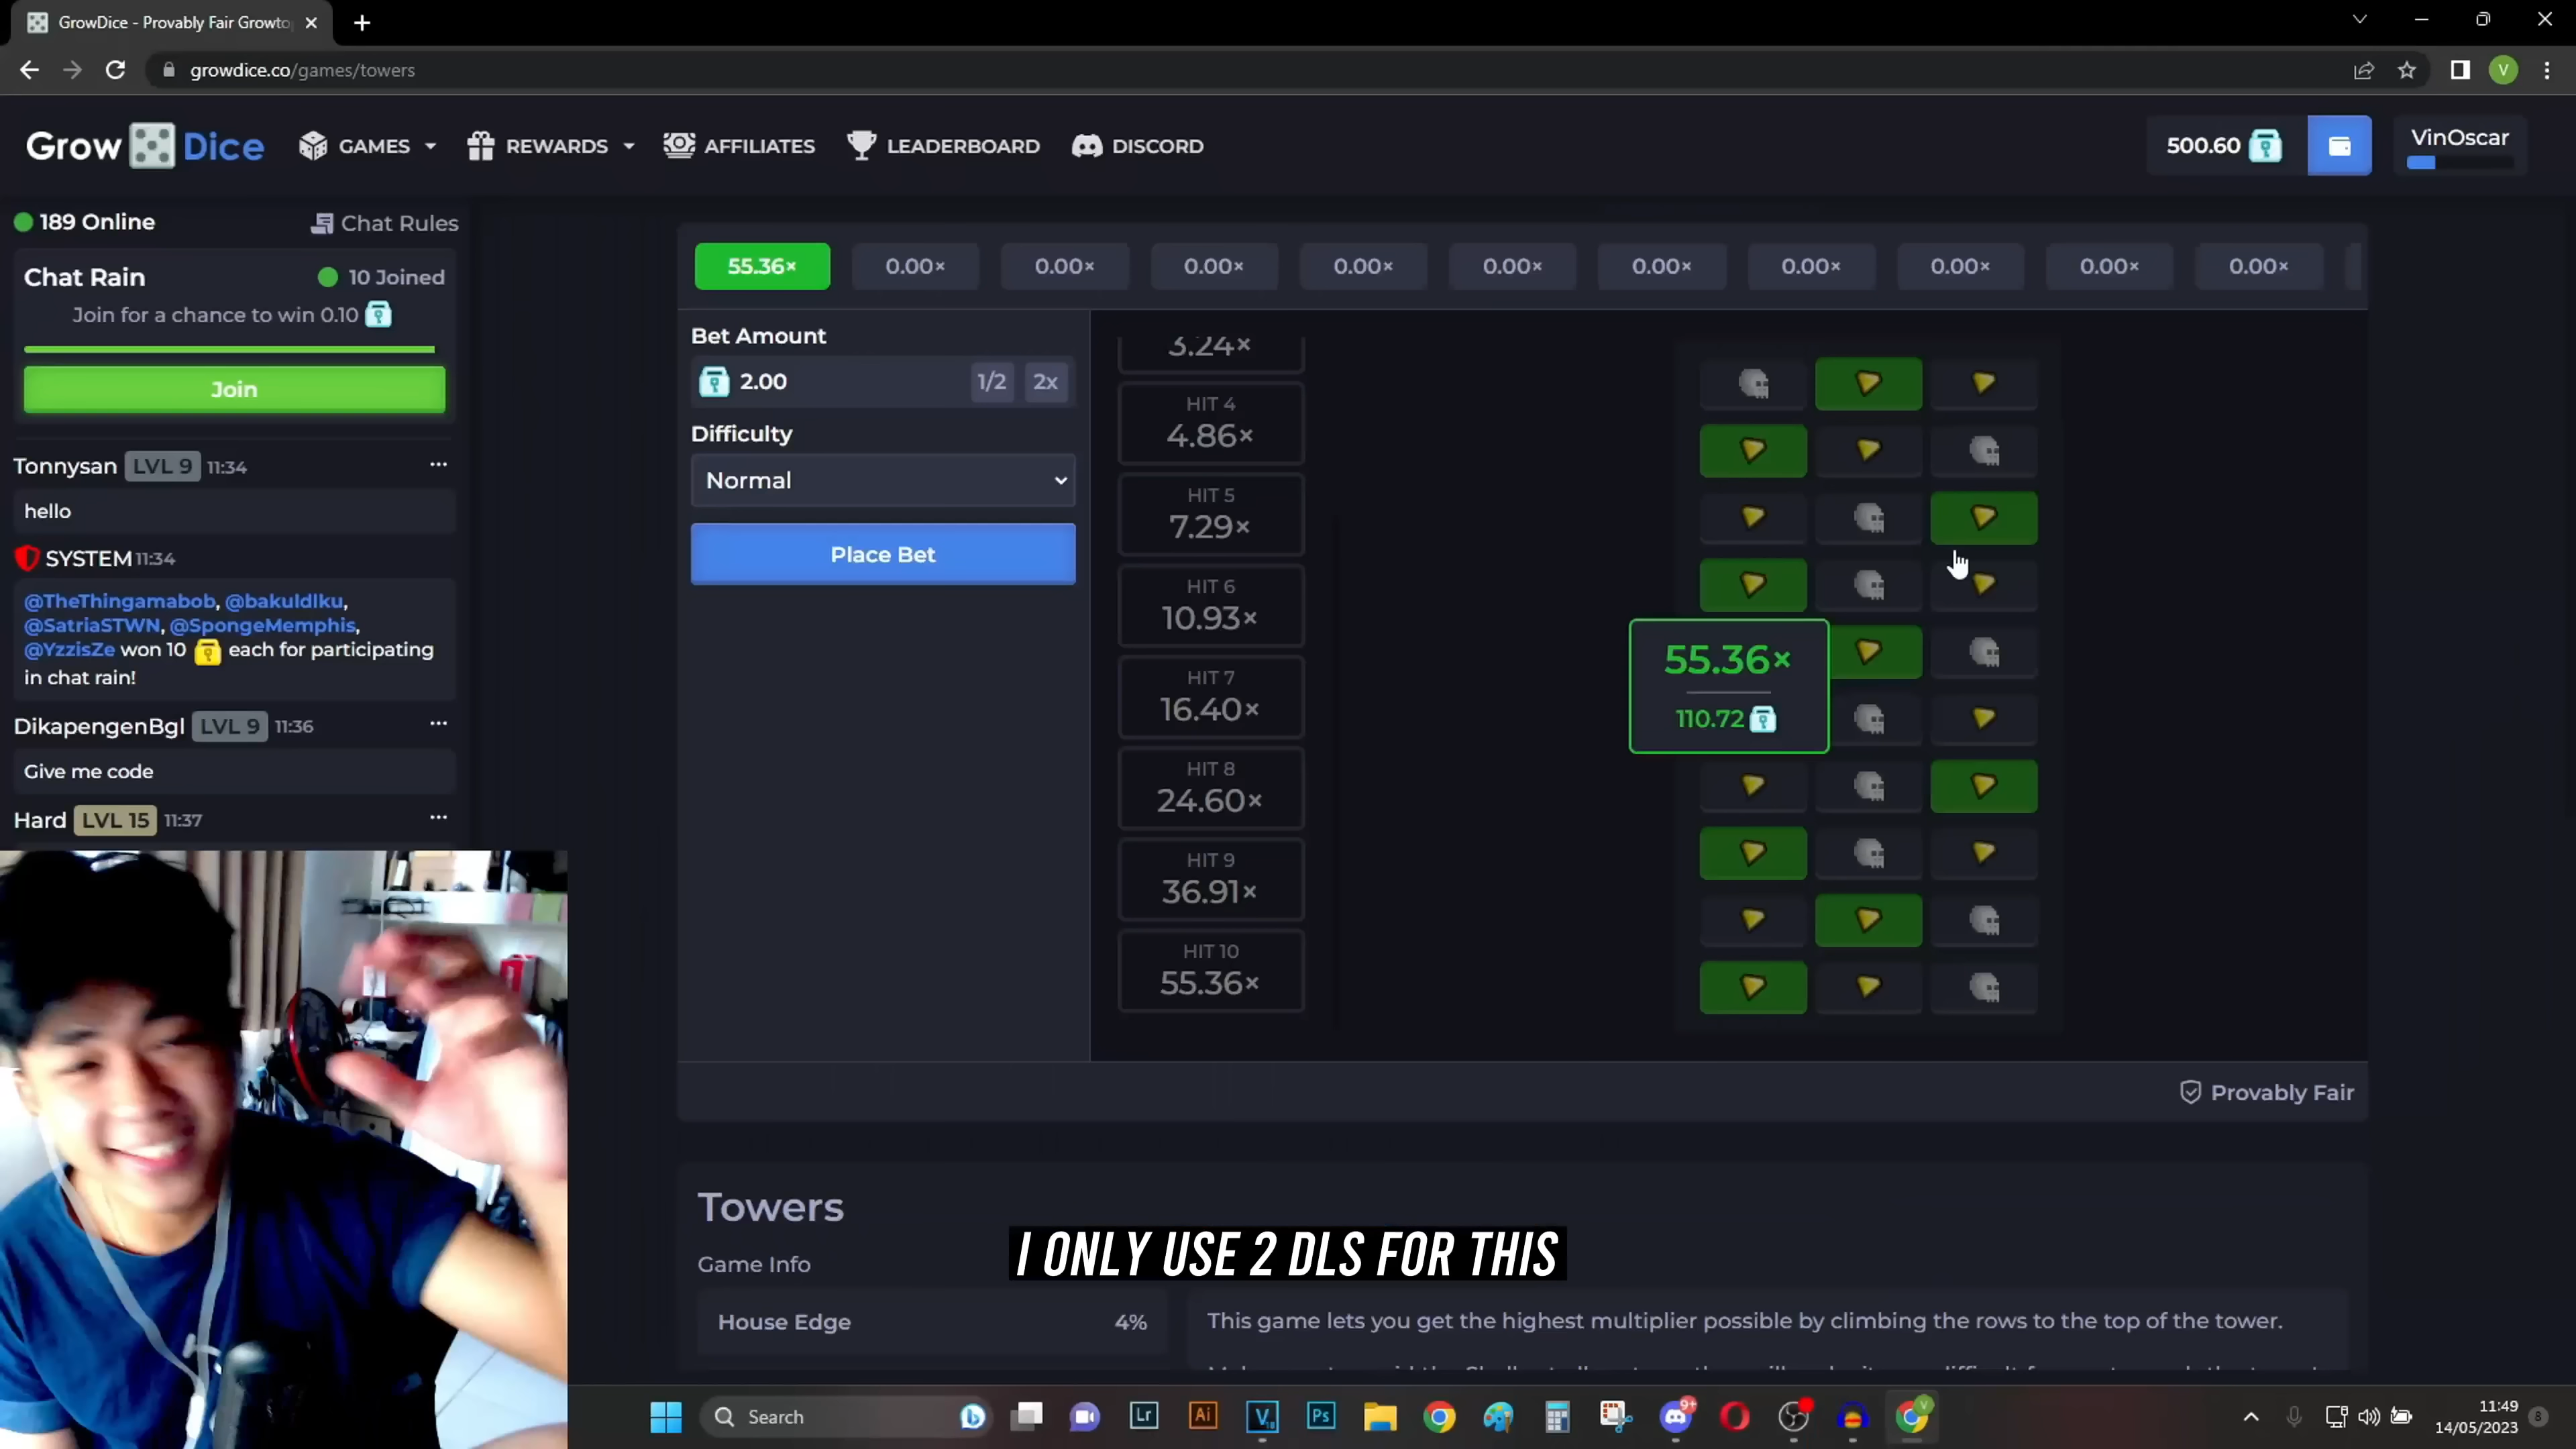 GrowDice - Provably Fair Growto
growdice.co/games/towers
Grow Dice
GAMES
REWARDS
AFFILIATES
LEADERBOARD
DISCORD
500.60
VinOscar
189 Online
Chat Rules
Chat Rain
10 Joined
Join for a chance to win 0.10
Join
Tonnysan LVL 9 11:34
hello
SYSTEM 11:34
@TheThingamabob, @bakuldlku,
@SatriaSTWN, @SpongeMemphis,
@YzzisZe won 10 each for participating
in chat rain!
DikapengenBgl LVL 9 11:36
Give me code
Hard LVL 15 11:37
55.36× 0.00× 0.00× 0.00× 0.00× 0.00× 0.00× 0.00× 0.00× 0.00× 0.00×
Bet Amount
2.00 1/2 2x
Difficulty
Normal
Place Bet
3.24×
HIT 4
4.86×
HIT 5
7.29×
HIT 6
10.93×
HIT 7
16.40×
HIT 8
24.60×
HIT 9
36.91×
HIT 10
55.36×
55.36×
110.72
Provably Fair
Towers
Game Info
House Edge 4%
This game lets you get the highest multiplier possible by climbing the rows to the top of the tower.
I ONLY USE 2 DLS FOR THIS
Search
Lr
Ai
Ps
9+
11:49
14/05/2023
8